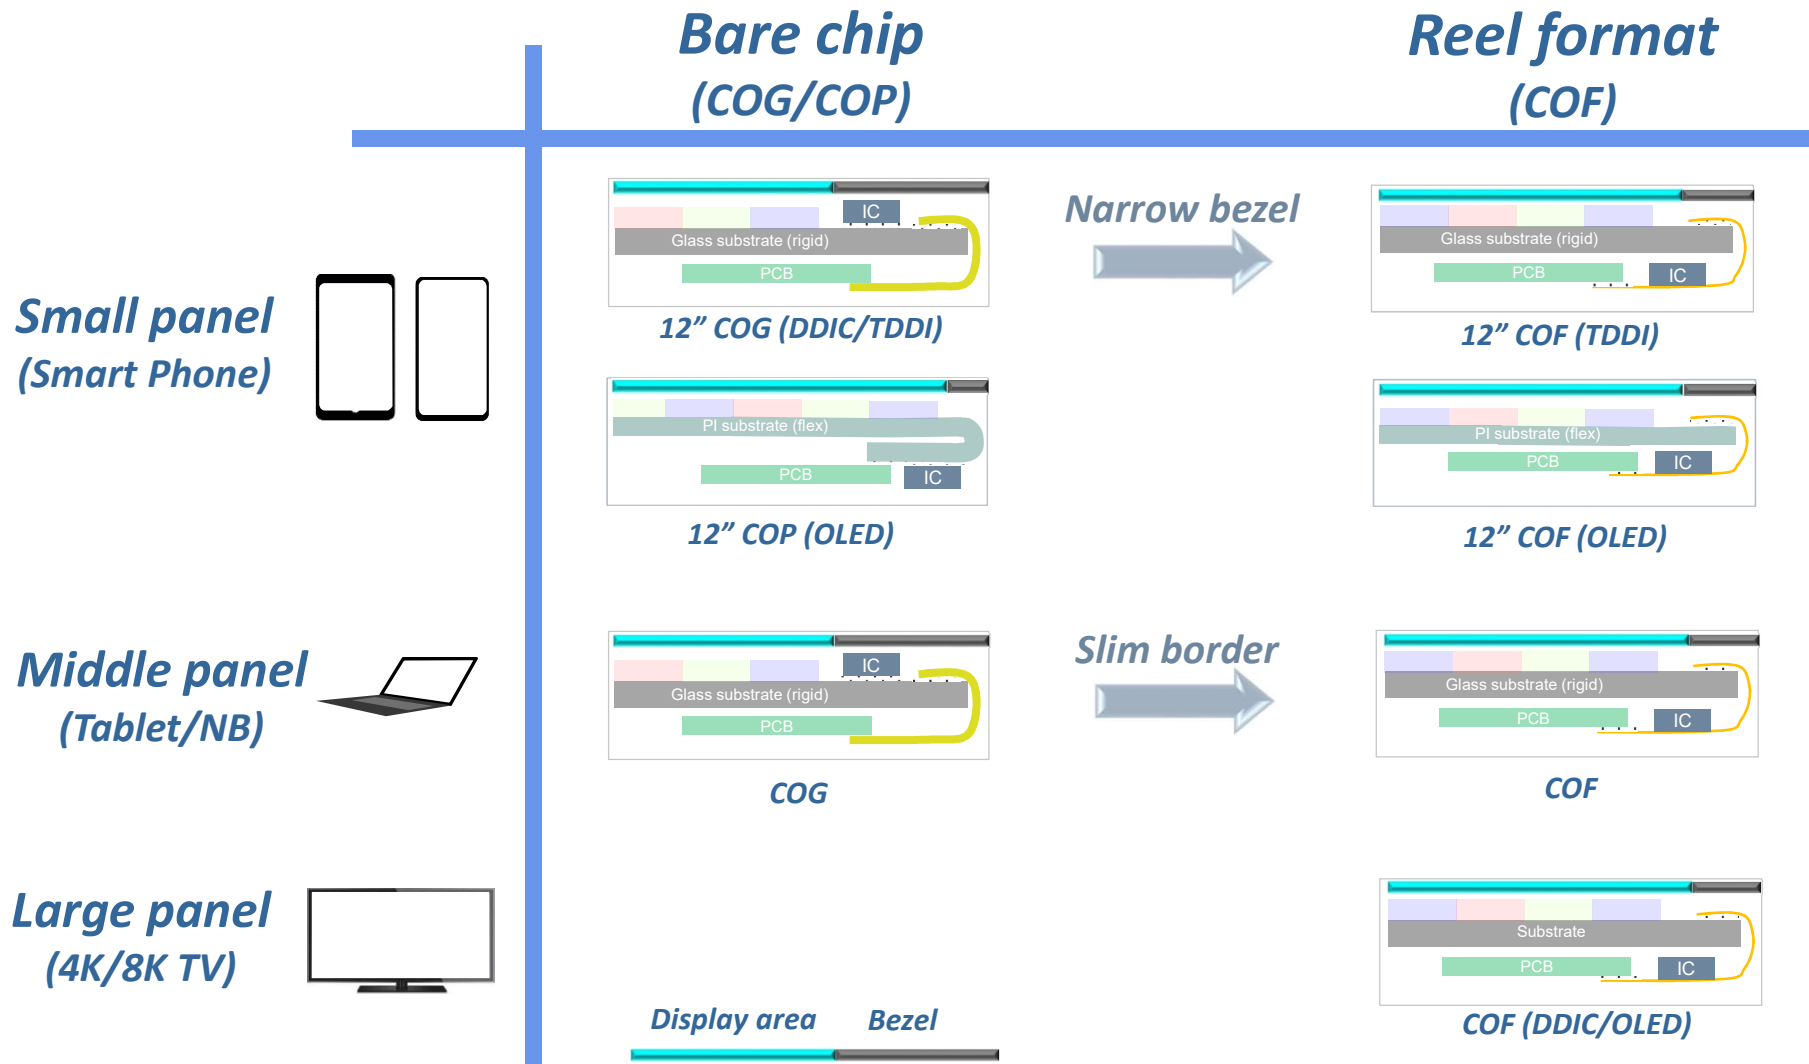 Bare chip
(COG/COP)
Reel format
(COF)
Small panel
(Smart Phone)
IC
Glass substrate (rigid)
PCB
12” COG (DDIC/TDDI)
Narrow bezel
Glass substrate (rigid)
PCB
IC
12” COF (TDDI)
PI substrate (flex)
PCB
IC
12” COP (OLED)
PI substrate (flex)
PCB
IC
12” COF (OLED)
Middle panel
(Tablet/NB)
IC
Glass substrate (rigid)
PCB
COG
Slim border
Glass substrate (rigid)
PCB
IC
COF
Large panel
(4K/8K TV)
Substrate
PCB
IC
COF (DDIC/OLED)
Display area
Bezel